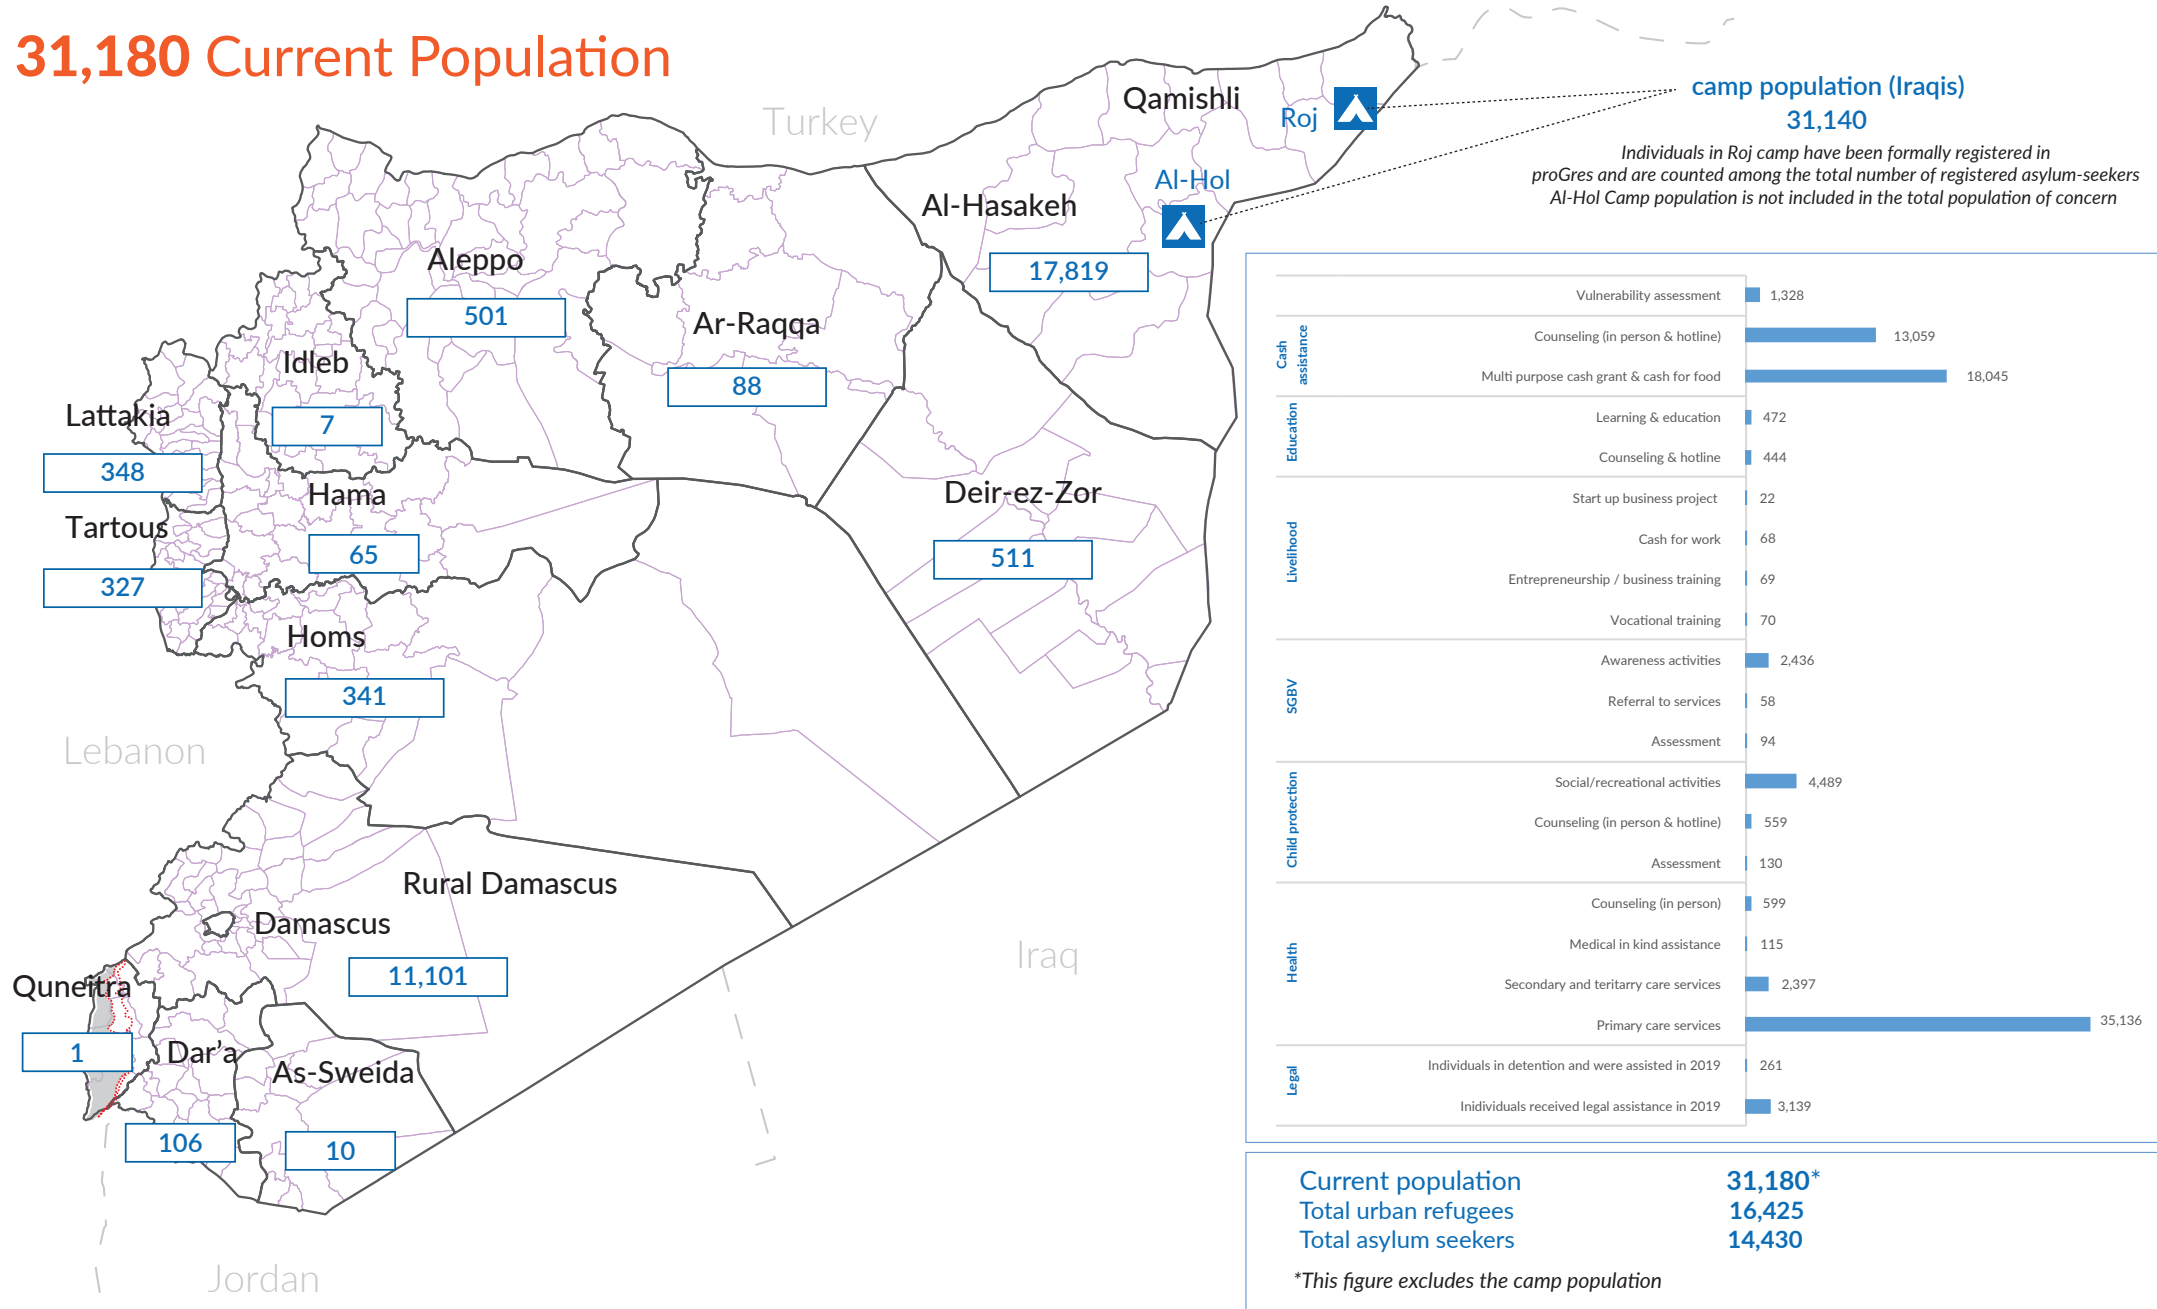 31,180 Current Population
Turkey
Qamishli
Roj
Al-Hol
Al-Hasakeh
17,819
Aleppo
501
Ar-Raqqa
88
Idleb
7
Lattakia
348
Hama
65
Tartous
327
Deir-ez-Zor
511
Homs
341
Lebanon
Rural Damascus
Damascus
11,101
Iraq
Quneitra
1
Dar'a
106
As-Sweida
10
Jordan
camp population (Iraqis)
31,140
Individuals in Roj camp have been formally registered in
proGres and are counted among the total number of registered asylum-seekers
Al-Hol Camp population is not included in the total population of concern
Vulnerability assessment 1,328
Cash
assistance
Counseling (in person & hotline) 13,059
Multi purpose cash grant & cash for food 18,045
Education
Learning & education 472
Counseling & hotline 444
Livelihood
Start up business project 22
Cash for work 68
Entrepreneurship / business training 69
Vocational training 70
SGBV
Awareness activities 2,436
Referral to services 58
Assessment 94
Child protection
Social/recreational activities 4,489
Counseling (in person & hotline) 559
Assessment 130
Health
Counseling (in person) 599
Medical in kind assistance 115
Secondary and teritarry care services 2,397
Primary care services 35,136
Legal
Individuals in detention and were assisted in 2019 261
Inidividuals received legal assistance in 2019 3,139
Current population 31,180*
Total urban refugees 16,425
Total asylum seekers 14,430
*This figure excludes the camp population